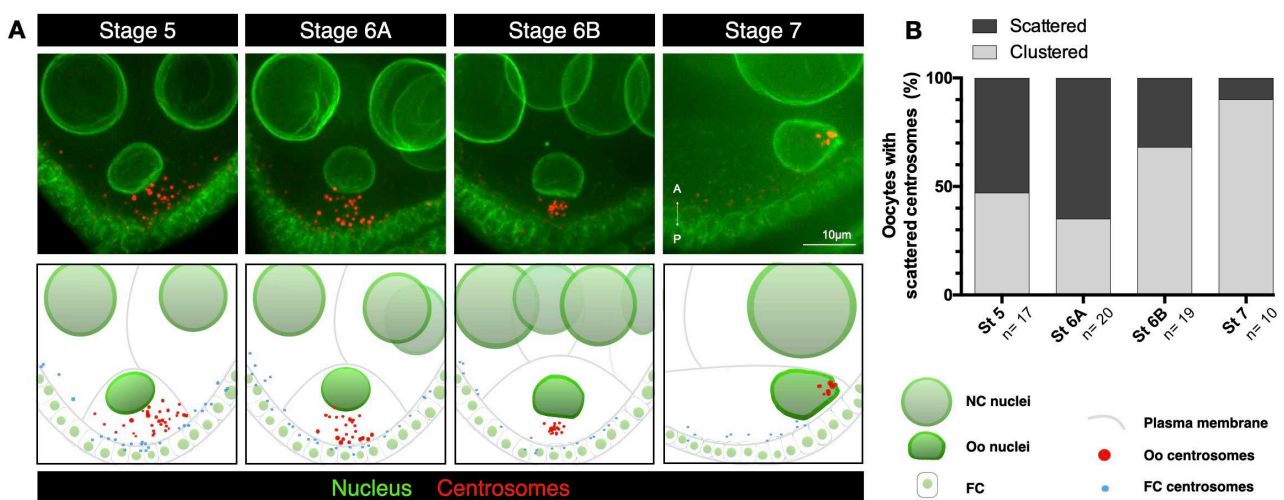 A
Stage 5
Stage 6A
Stage 6B
Stage 7
A
P
10µm
Nucleus Centrosomes
B
Scattered
Clustered
Oocytes with
scattered centrosomes (%)
100
50
0
St 5
n= 17
St 6A
n= 20
St 6B
n= 19
St 7
n= 10
NC nuclei
Oo nuclei
FC
Plasma membrane
Oo centrosomes
FC centrosomes